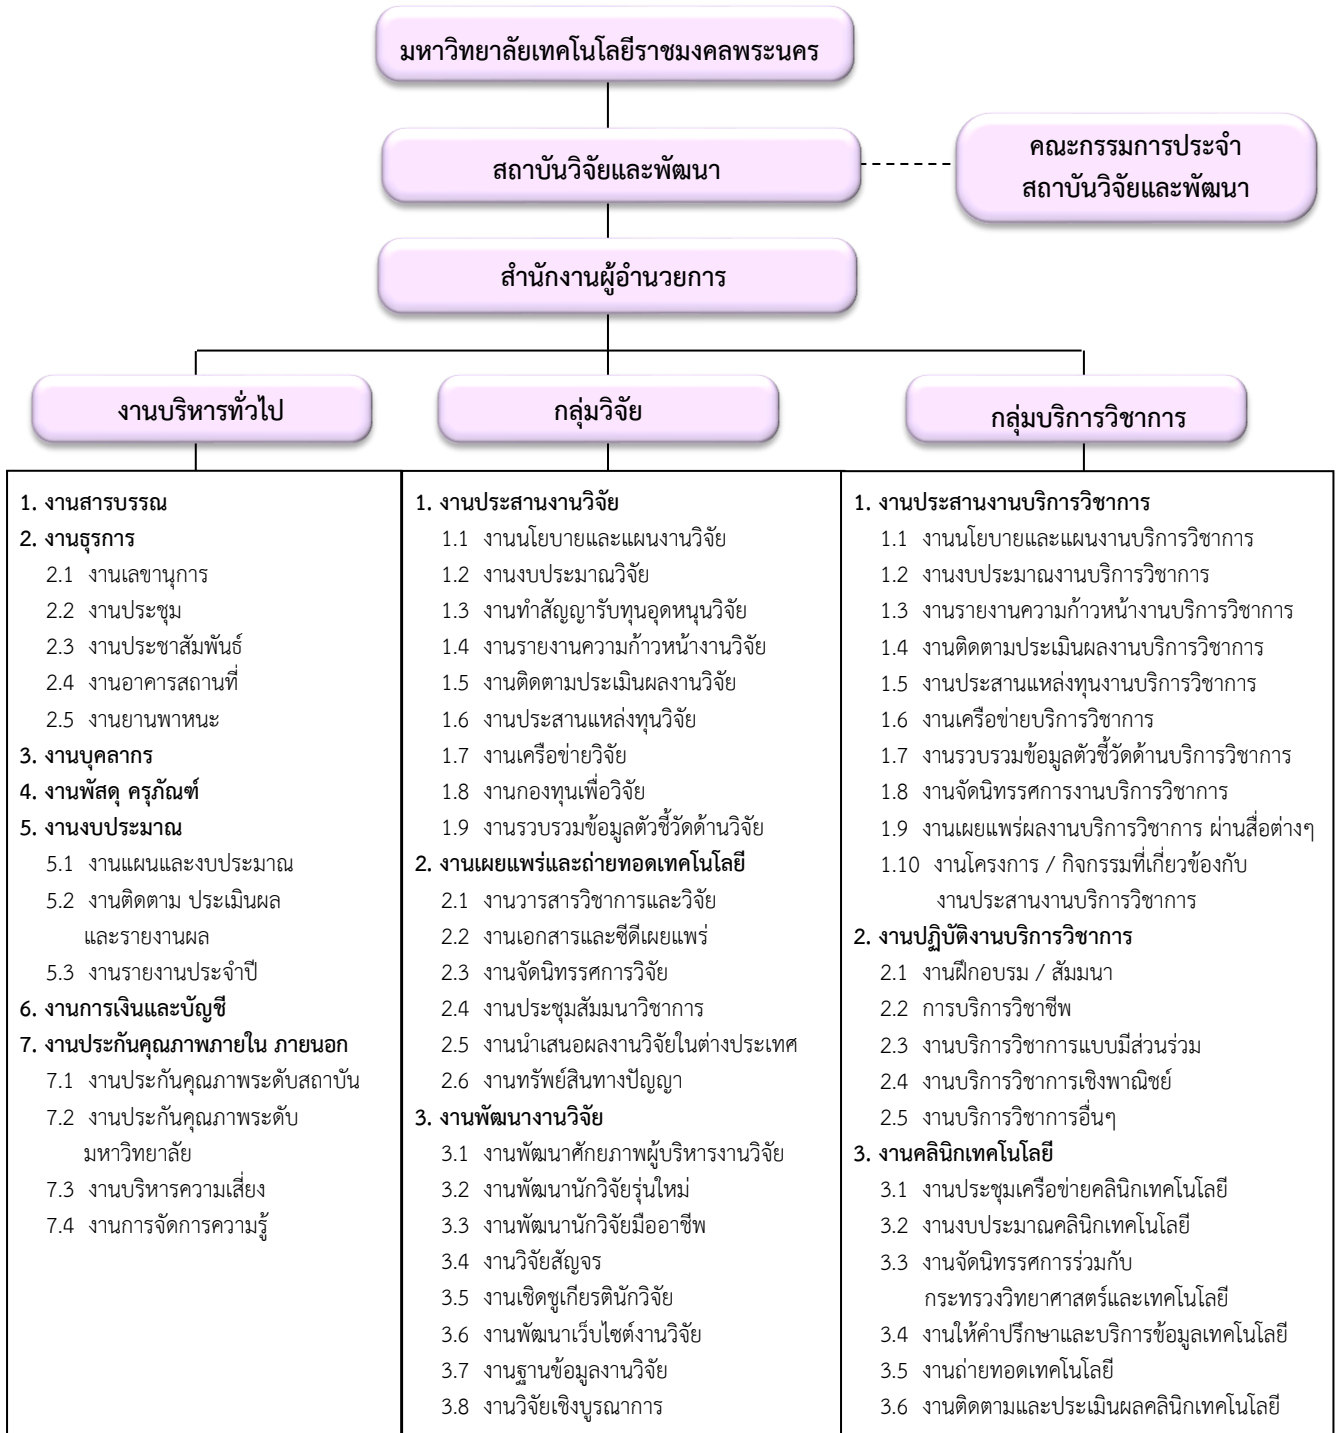 มหาวิทยาลัยเทคโนโลยีราชมงคลพระนคร
สถาบันวิจัยและพัฒนา
คณะกรรมการประจำ
สถาบันวิจัยและพัฒนา
สำนักงานผู้อำนวยการ
งานบริหารทั่วไป
กลุ่มวิจัย
กลุ่มบริการวิชาการ
1. งานสารบรรณ
2. งานธุรการ
2.1 งานเลขานุการ
2.2 งานประชุม
2.3 งานประชาสัมพันธ์
2.4 งานอาคารสถานที่
2.5 งานยานพาหนะ
3. งานบุคลากร
4. งานพัสดุ ครุภัณฑ์
5. งานงบประมาณ
5.1 งานแผนและงบประมาณ
5.2 งานติดตาม ประเมินผล
และรายงานผล
5.3 งานรายงานประจำปี
6. งานการเงินและบัญชี
7. งานประกันคุณภาพภายใน ภายนอก
7.1 งานประกันคุณภาพระดับสถาบัน
7.2 งานประกันคุณภาพระดับ
มหาวิทยาลัย
7.3 งานบริหารความเสี่ยง
7.4 งานการจัดการความรู้
1. งานประสานงานวิจัย
1.1 งานนโยบายและแผนงานวิจัย
1.2 งานงบประมาณวิจัย
1.3 งานทำสัญญารับทุนอุดหนุนวิจัย
1.4 งานรายงานความก้าวหน้างานวิจัย
1.5 งานติดตามประเมินผลงานวิจัย
1.6 งานประสานแหล่งทุนวิจัย
1.7 งานเครือข่ายวิจัย
1.8 งานกองทุนเพื่อวิจัย
1.9 งานรวบรวมข้อมูลตัวชี้วัดด้านวิจัย
2. งานเผยแพร่และถ่ายทอดเทคโนโลยี
2.1 งานวารสารวิชาการและวิจัย
2.2 งานเอกสารและซีดีเผยแพร่
2.3 งานจัดนิทรรศการวิจัย
2.4 งานประชุมสัมมนาวิชาการ
2.5 งานนำเสนอผลงานวิจัยในต่างประเทศ
2.6 งานทรัพย์สินทางปัญญา
3. งานพัฒนางานวิจัย
3.1 งานพัฒนาศักยภาพผู้บริหารงานวิจัย
3.2 งานพัฒนานักวิจัยรุ่นใหม่
3.3 งานพัฒนานักวิจัยมืออาชีพ
3.4 งานวิจัยสัญจร
3.5 งานเชิดชูเกียรตินักวิจัย
3.6 งานพัฒนาเว็บไซต์งานวิจัย
3.7 งานฐานข้อมูลงานวิจัย
3.8 งานวิจัยเชิงบูรณาการ
1. งานประสานงานบริการวิชาการ
1.1 งานนโยบายและแผนงานบริการวิชาการ
1.2 งานงบประมาณงานบริการวิชาการ
1.3 งานรายงานความก้าวหน้างานบริการวิชาการ
1.4 งานติดตามประเมินผลงานบริการวิชาการ
1.5 งานประสานแหล่งทุนงานบริการวิชาการ
1.6 งานเครือข่ายบริการวิชาการ
1.7 งานรวบรวมข้อมูลตัวชี้วัดด้านบริการวิชาการ
1.8 งานจัดนิทรรศการงานบริการวิชาการ
1.9 งานเผยแพร่ผลงานบริการวิชาการ ผ่านสื่อต่างๆ
1.10 งานโครงการ / กิจกรรมที่เกี่ยวข้องกับ
งานประสานงานบริการวิชาการ
2. งานปฏิบัติงานบริการวิชาการ
2.1 งานฝึกอบรม / สัมมนา
2.2 การบริการวิชาชีพ
2.3 งานบริการวิชาการแบบมีส่วนร่วม
2.4 งานบริการวิชาการเชิงพาณิชย์
2.5 งานบริการวิชาการอื่นๆ
3. งานคลินิกเทคโนโลยี
3.1 งานประชุมเครือข่ายคลินิกเทคโนโลยี
3.2 งานงบประมาณคลินิกเทคโนโลยี
3.3 งานจัดนิทรรศการร่วมกับ
กระทรวงวิทยาศาสตร์และเทคโนโลยี
3.4 งานให้คำปรึกษาและบริการข้อมูลเทคโนโลยี
3.5 งานถ่ายทอดเทคโนโลยี
3.6 งานติดตามและประเมินผลคลินิกเทคโนโลยี